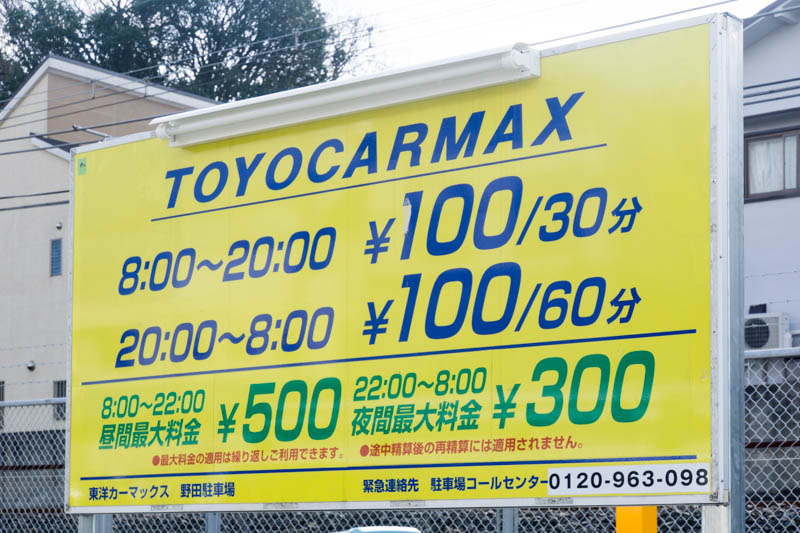 TOYOCARMAX
8:00～20:00 ¥100/30分
20:00～8:00 ¥100/60分
8:00～22:00 昼間最大料金 ¥500
22:00～8:00 夜間最大料金 ¥300
●最大料金の適用は繰り返しご利用できます。 ●途中精算後の再精算には適用されません。
東洋カーマックス 野田駐車場 緊急連絡先 駐車場コールセンター 0120-963-098